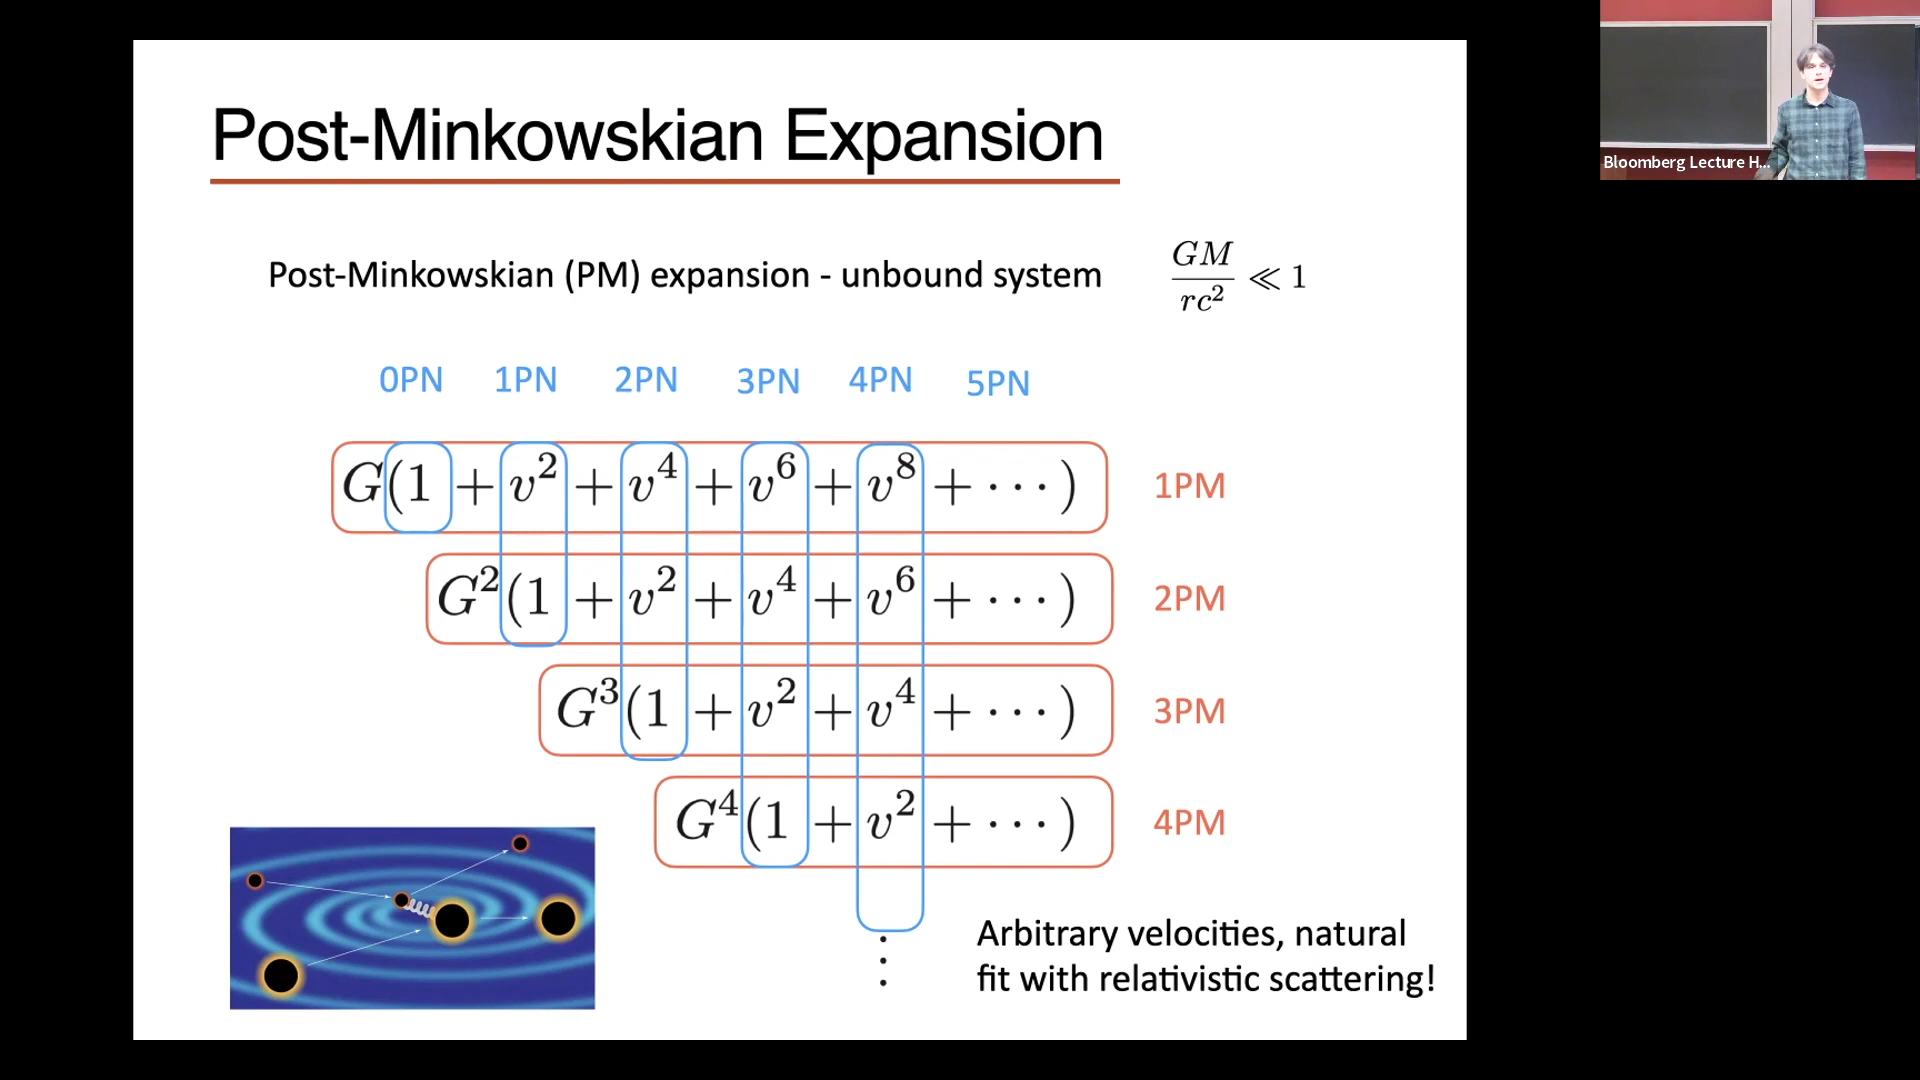 Post-Minkowskian Expansion
Post-Minkowskian (PM) expansion - unbound system
GM
rc² ≪ 1
0PN 1PN 2PN 3PN 4PN 5PN
G(1 + v² + v⁴ + v⁶ + v⁸ + ⋯) 1PM
G²(1 + v² + v⁴ + v⁶ + ⋯) 2PM
G³(1 + v² + v⁴ + ⋯) 3PM
G⁴(1 + v² + ⋯) 4PM
⋮
Arbitrary velocities, natural
fit with relativistic scattering!
Bloomberg Lecture H...